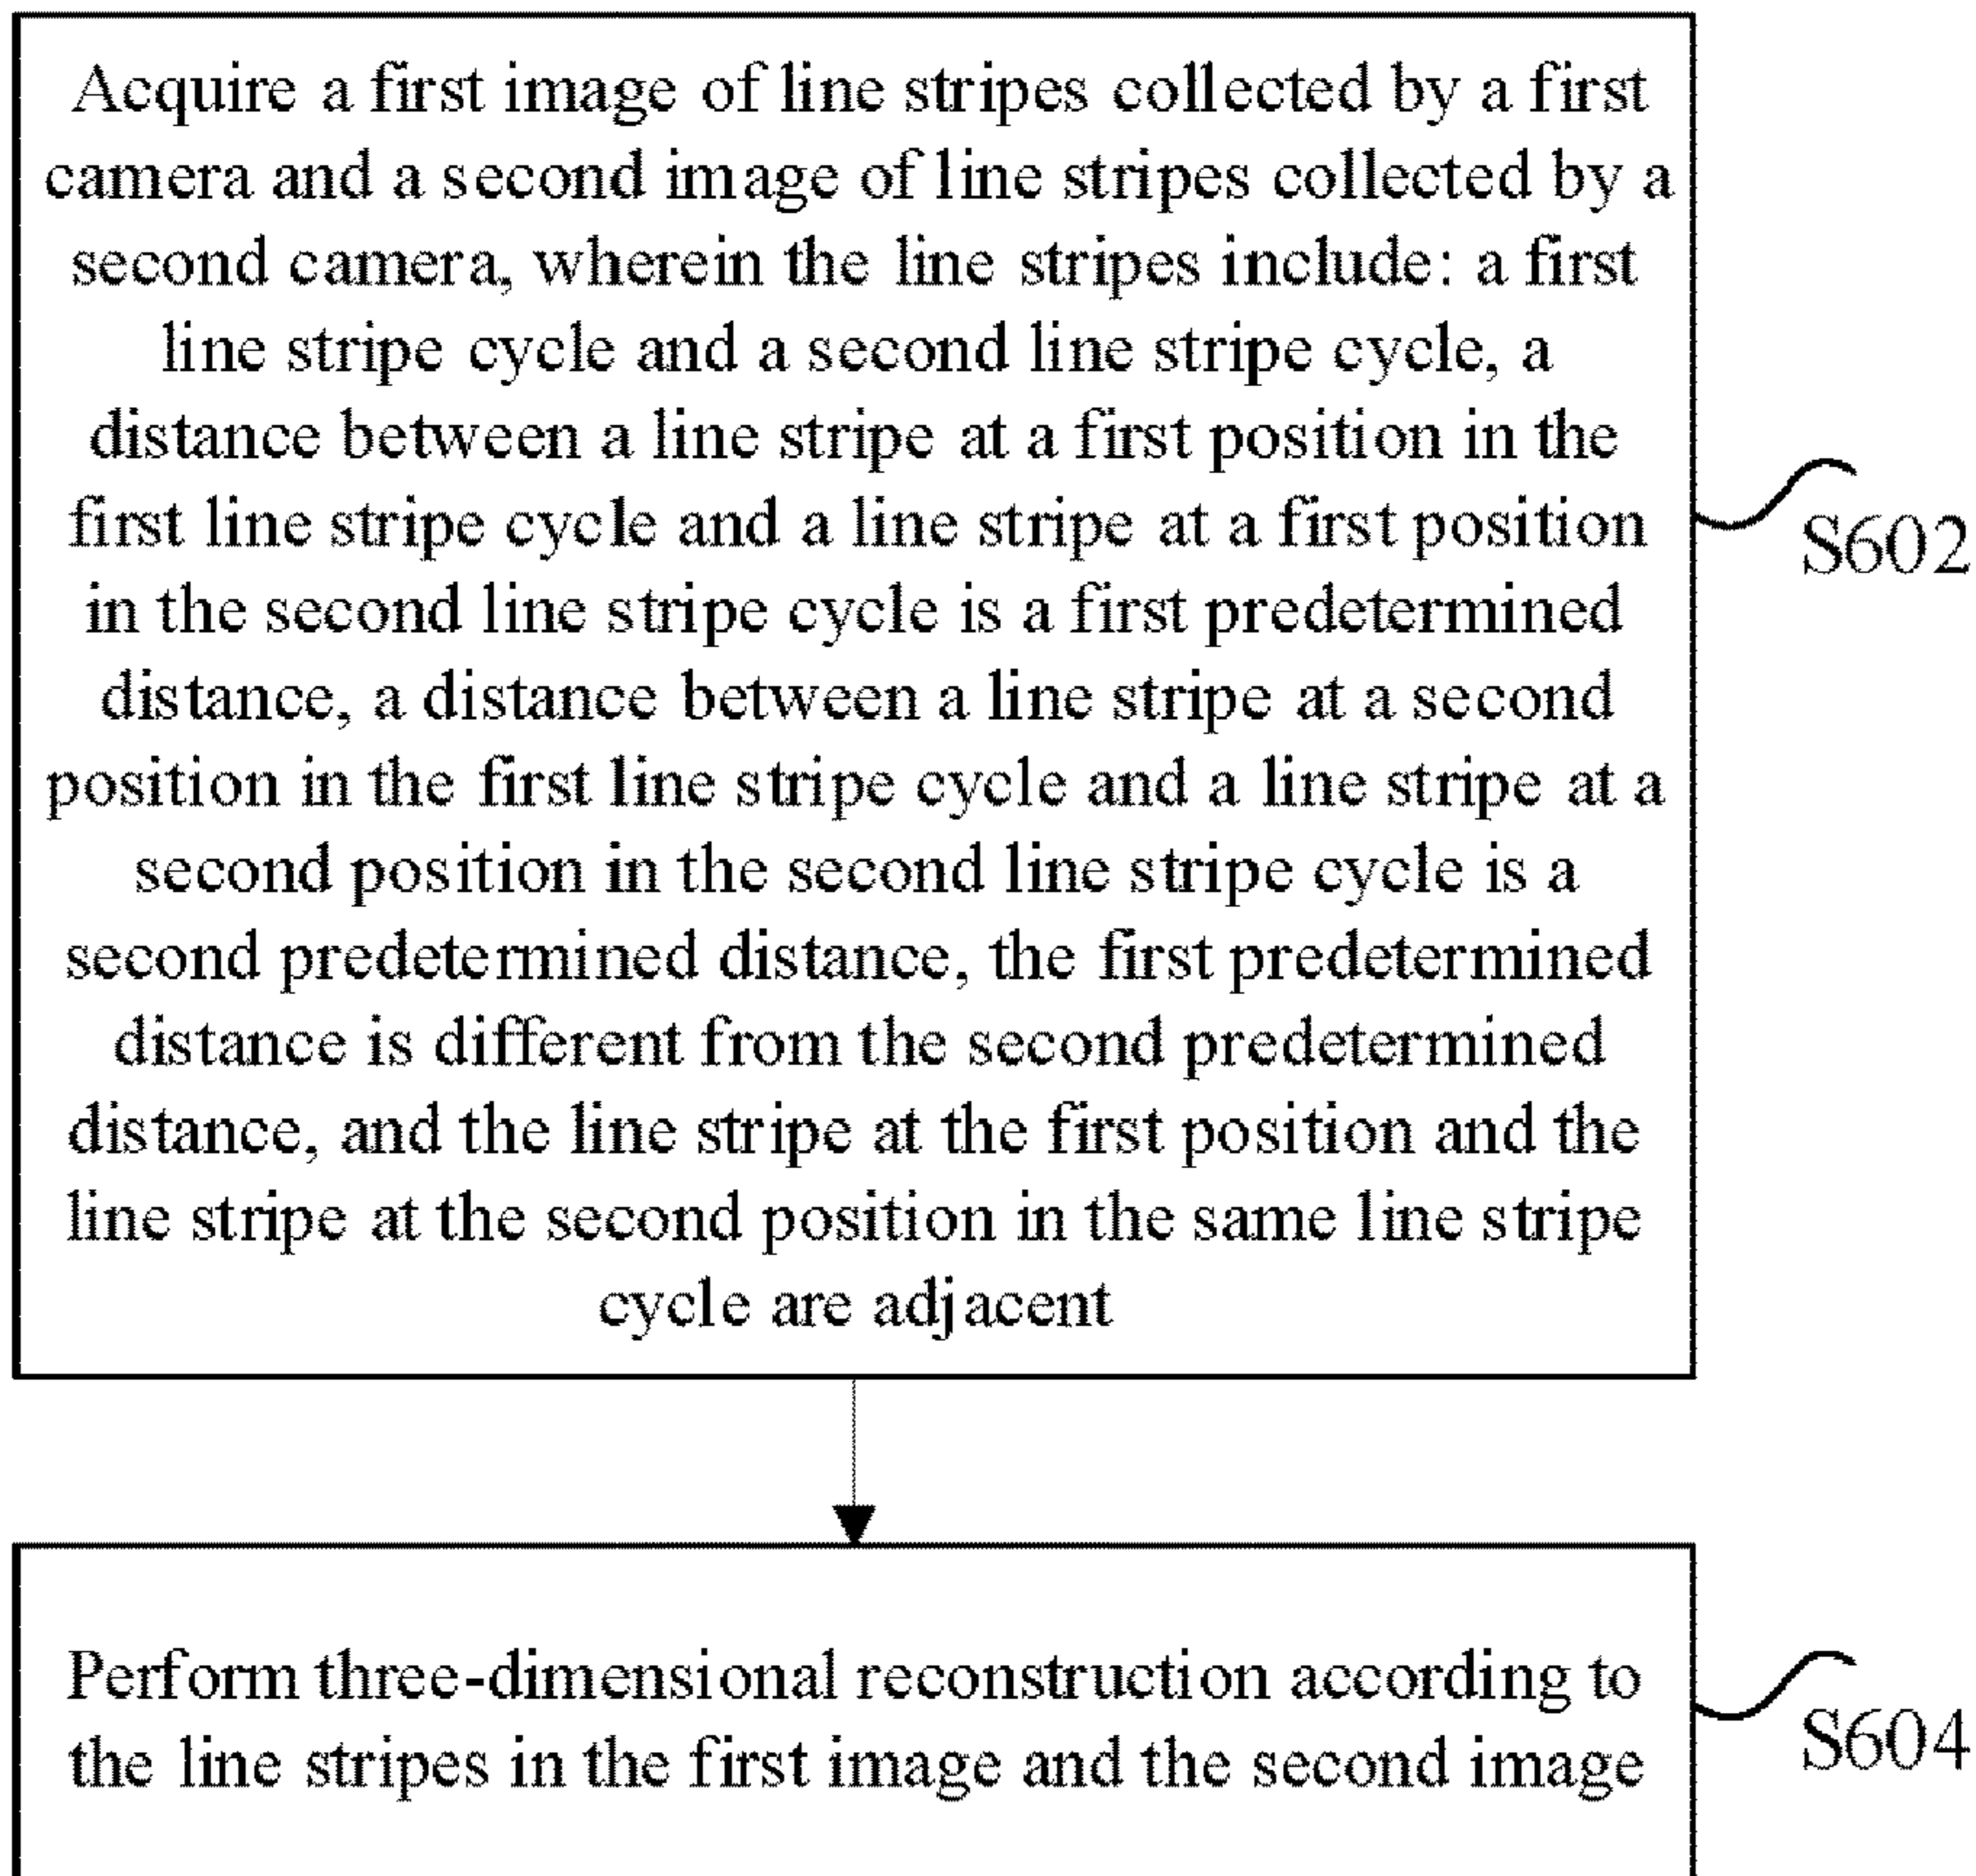 Acquire a first image of line stripes collected by a first
camera and a second image of line stripes collected by a
second camera, wherein the line stripes include: a first
line stripe cycle and a second line stripe cycle, a
distance between a line stripe at a first position in the
first line stripe cycle and a line stripe at a first position
in the second line stripe cycle is a first predetermined
distance, a distance between a line stripe at a second
position in the first line stripe cycle and a line stripe at a
second position in the second line stripe cycle is a
second predetermined distance, the first predetermined
distance is different from the second predetermined
distance, and the line stripe at the first position and the
line stripe at the second position in the same line stripe
cycle are adjacent
S602
Perform three-dimensional reconstruction according to
the line stripes in the first image and the second image
S604